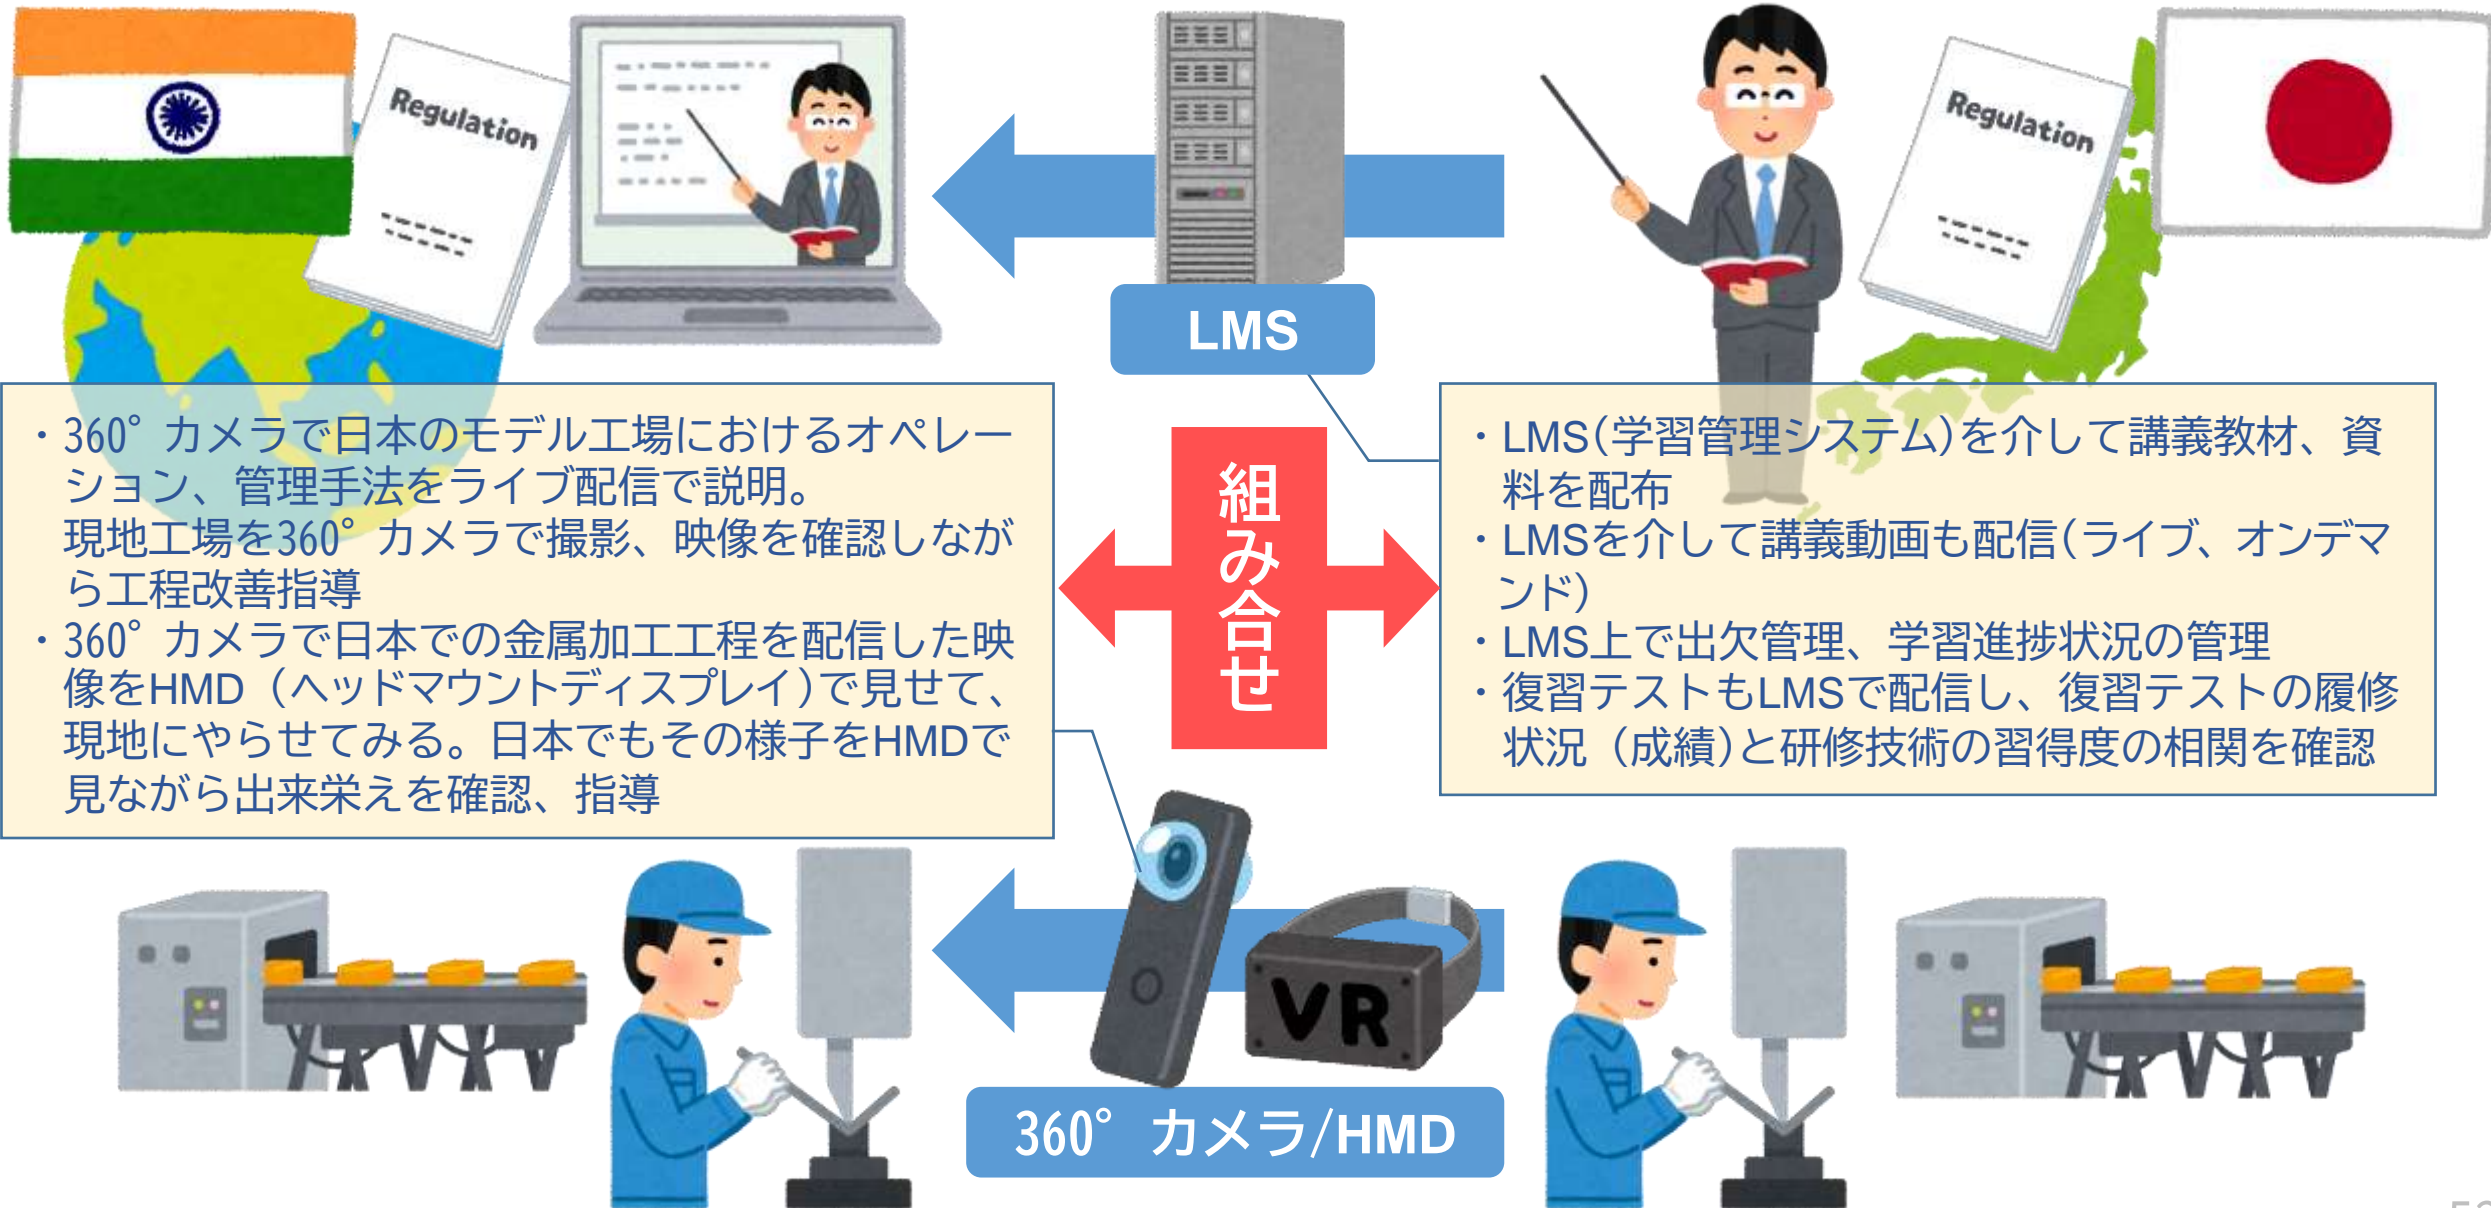 Regulation
Regulation
LMS
・360°カメラで日本のモデル工場におけるオペレー
ション、管理手法をライブ配信で説明。
現地工場を360°カメラで撮影、映像を確認しなが
ら工程改善指導
・360°カメラで日本での金属加工工程を配信した映
像をHMD（ヘッドマウントディスプレイ)で見せて、
現地にやらせてみる。日本でもその様子をHMDで
見ながら出来栄えを確認、指導
組み合せ
・LMS(学習管理システム)を介して講義教材、資
料を配布
・LMSを介して講義動画も配信(ライブ、オンデマ
ンド)
・LMS上で出欠管理、学習進捗状況の管理
・復習テストもLMSで配信し、復習テストの履修
状況（成績)と研修技術の習得度の相関を確認
VR
360°カメラ/HMD